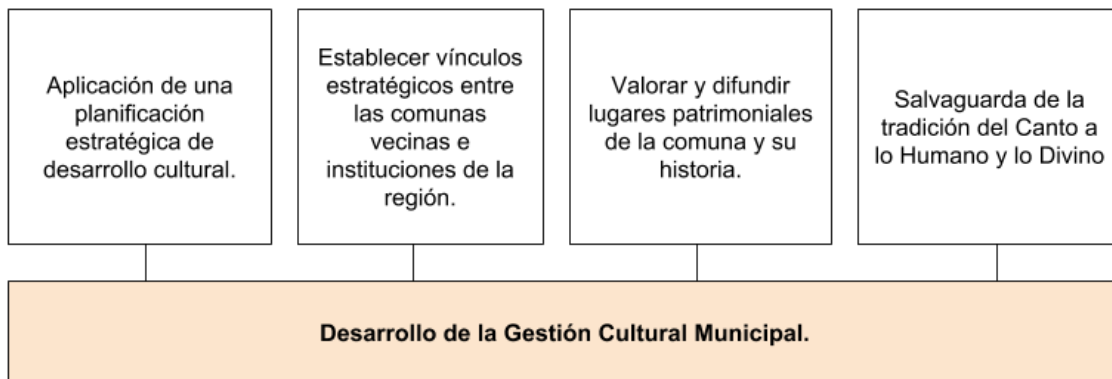 Aplicación de una
planificación
estratégica de
desarrollo cultural.
Establecer vínculos
estratégicos entre
las comunas
vecinas e
instituciones de la
región.
Valorar y difundir
lugares patrimoniales
de la comuna y su
historia.
Salvaguarda de la
tradición del Canto a
lo Humano y lo Divino
Desarrollo de la Gestión Cultural Municipal.